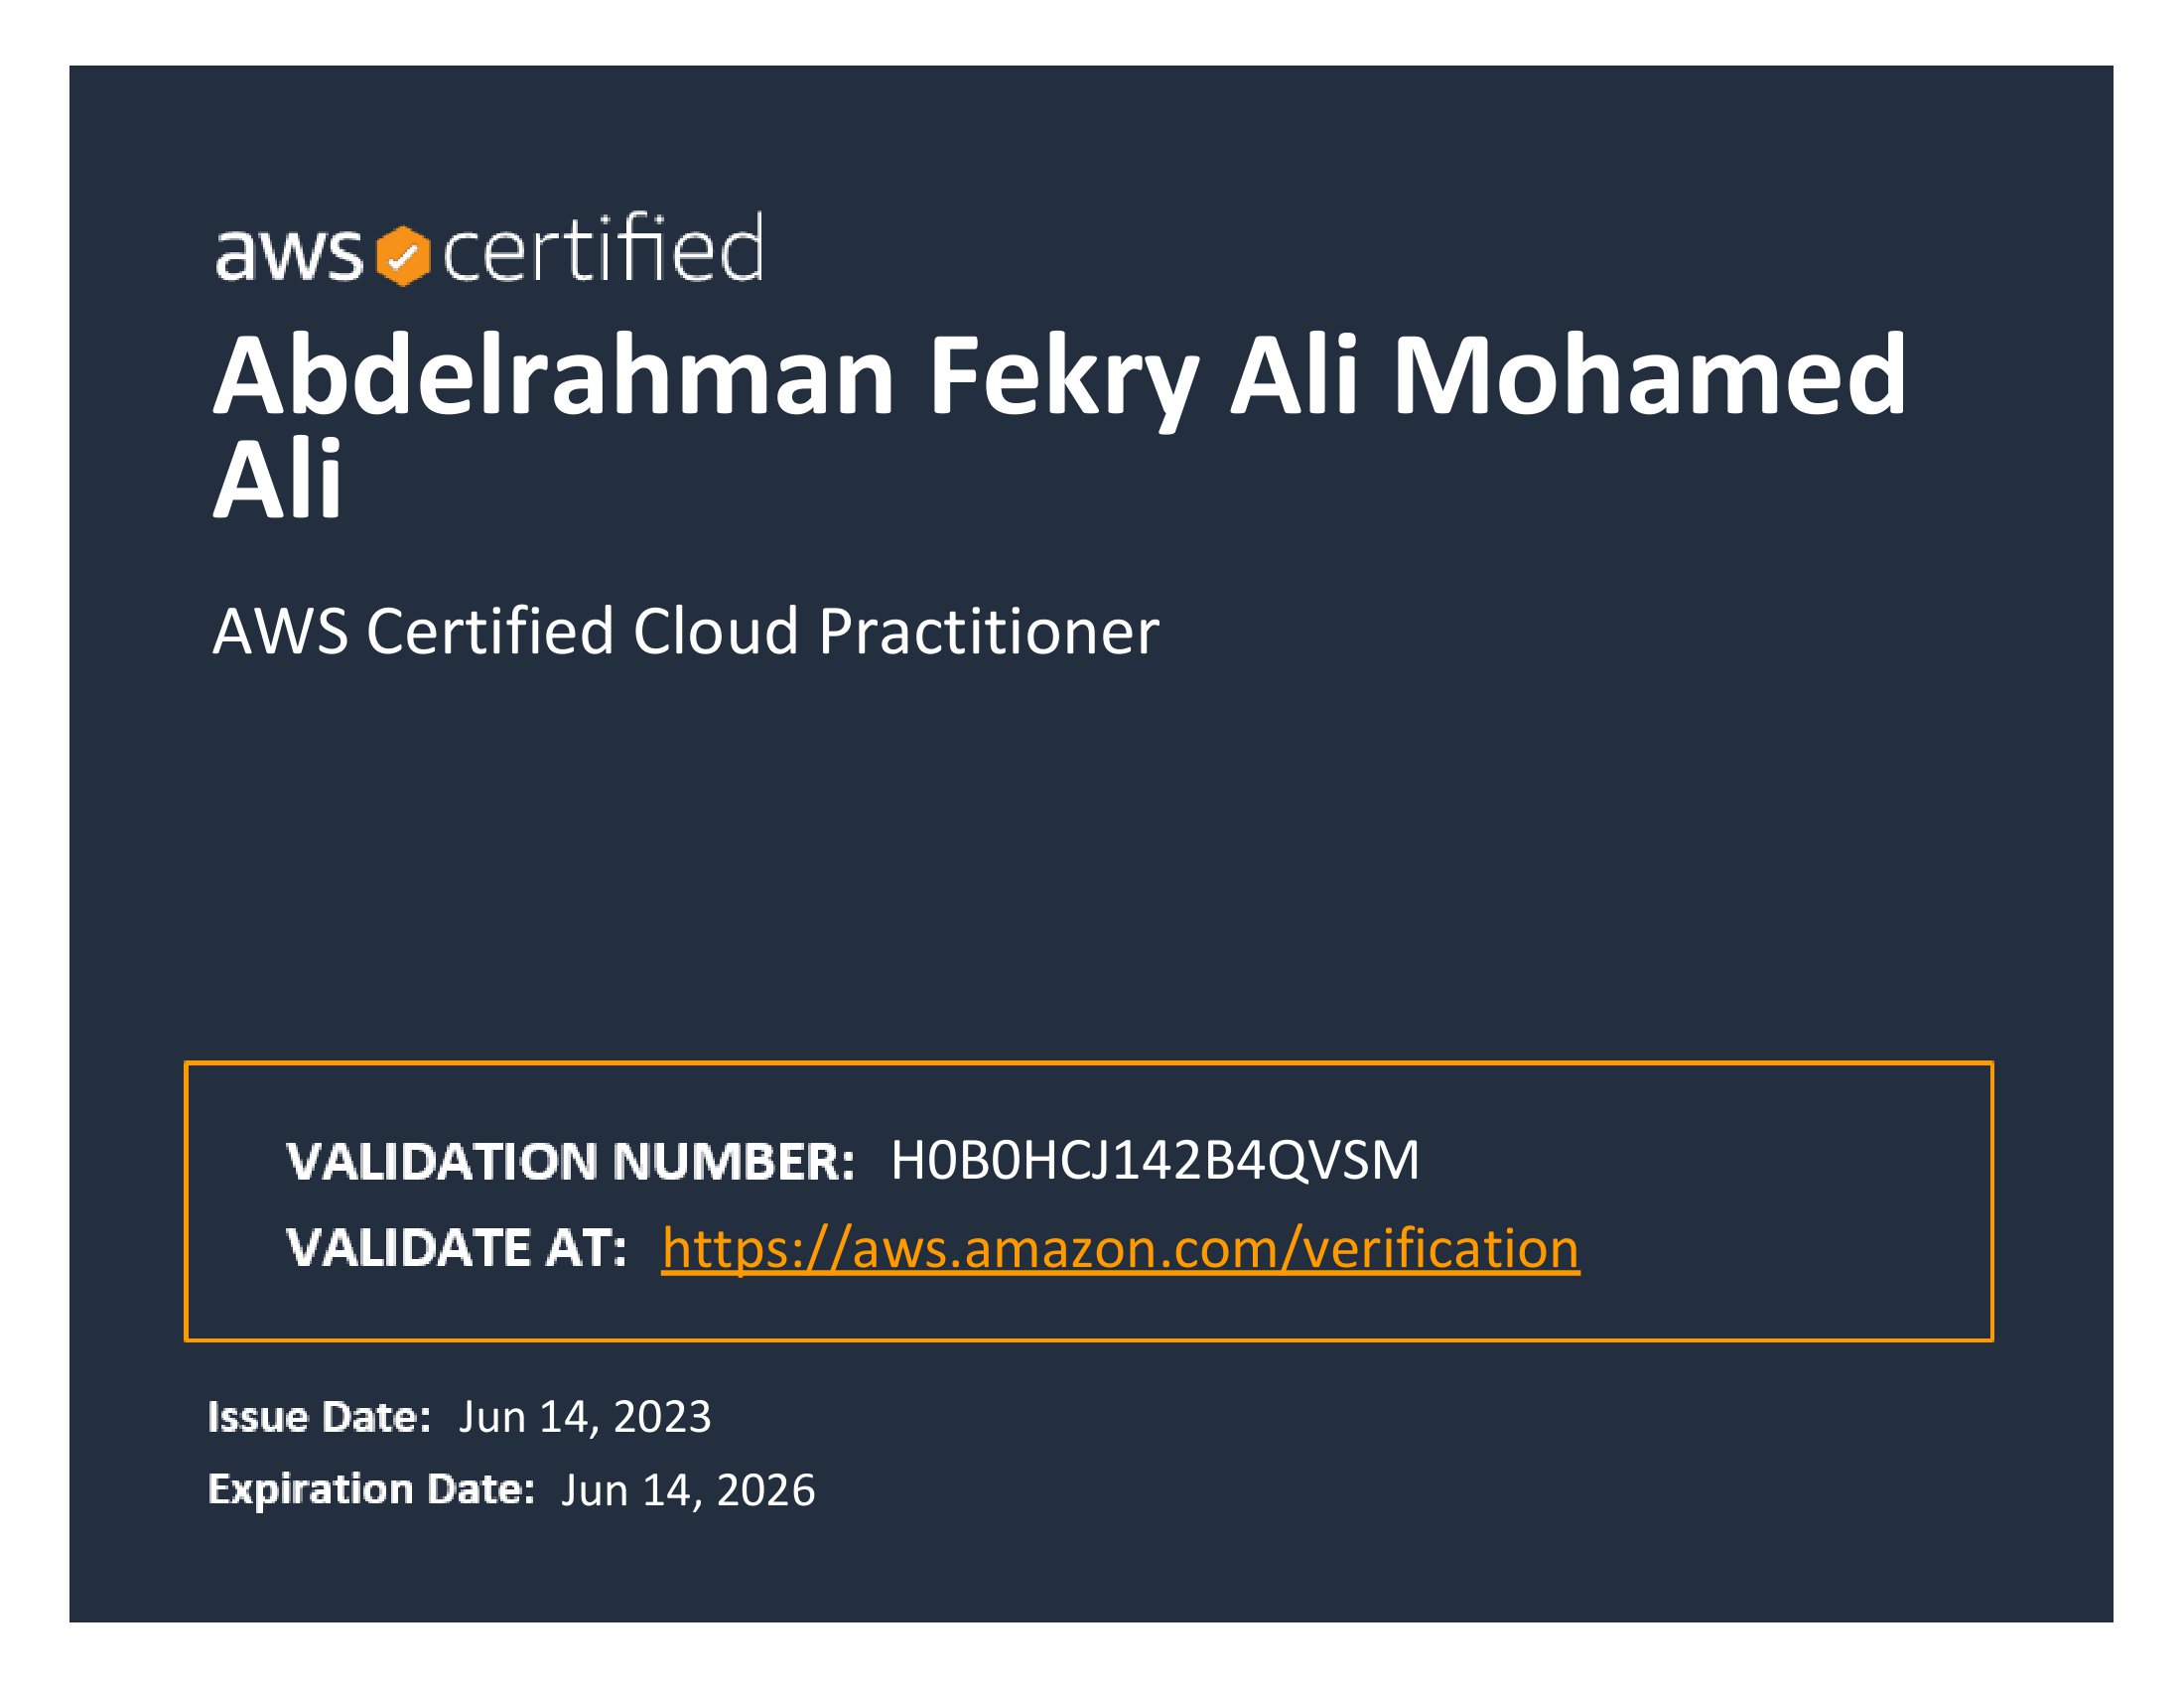 aws certified
Abdelrahman Fekry Ali Mohamed
Ali
AWS Certified Cloud Practitioner
VALIDATION NUMBER: H0B0HCJ142B4QVSM
VALIDATE AT: https://aws.amazon.com/verification
Issue Date: Jun 14, 2023
Expiration Date: Jun 14, 2026